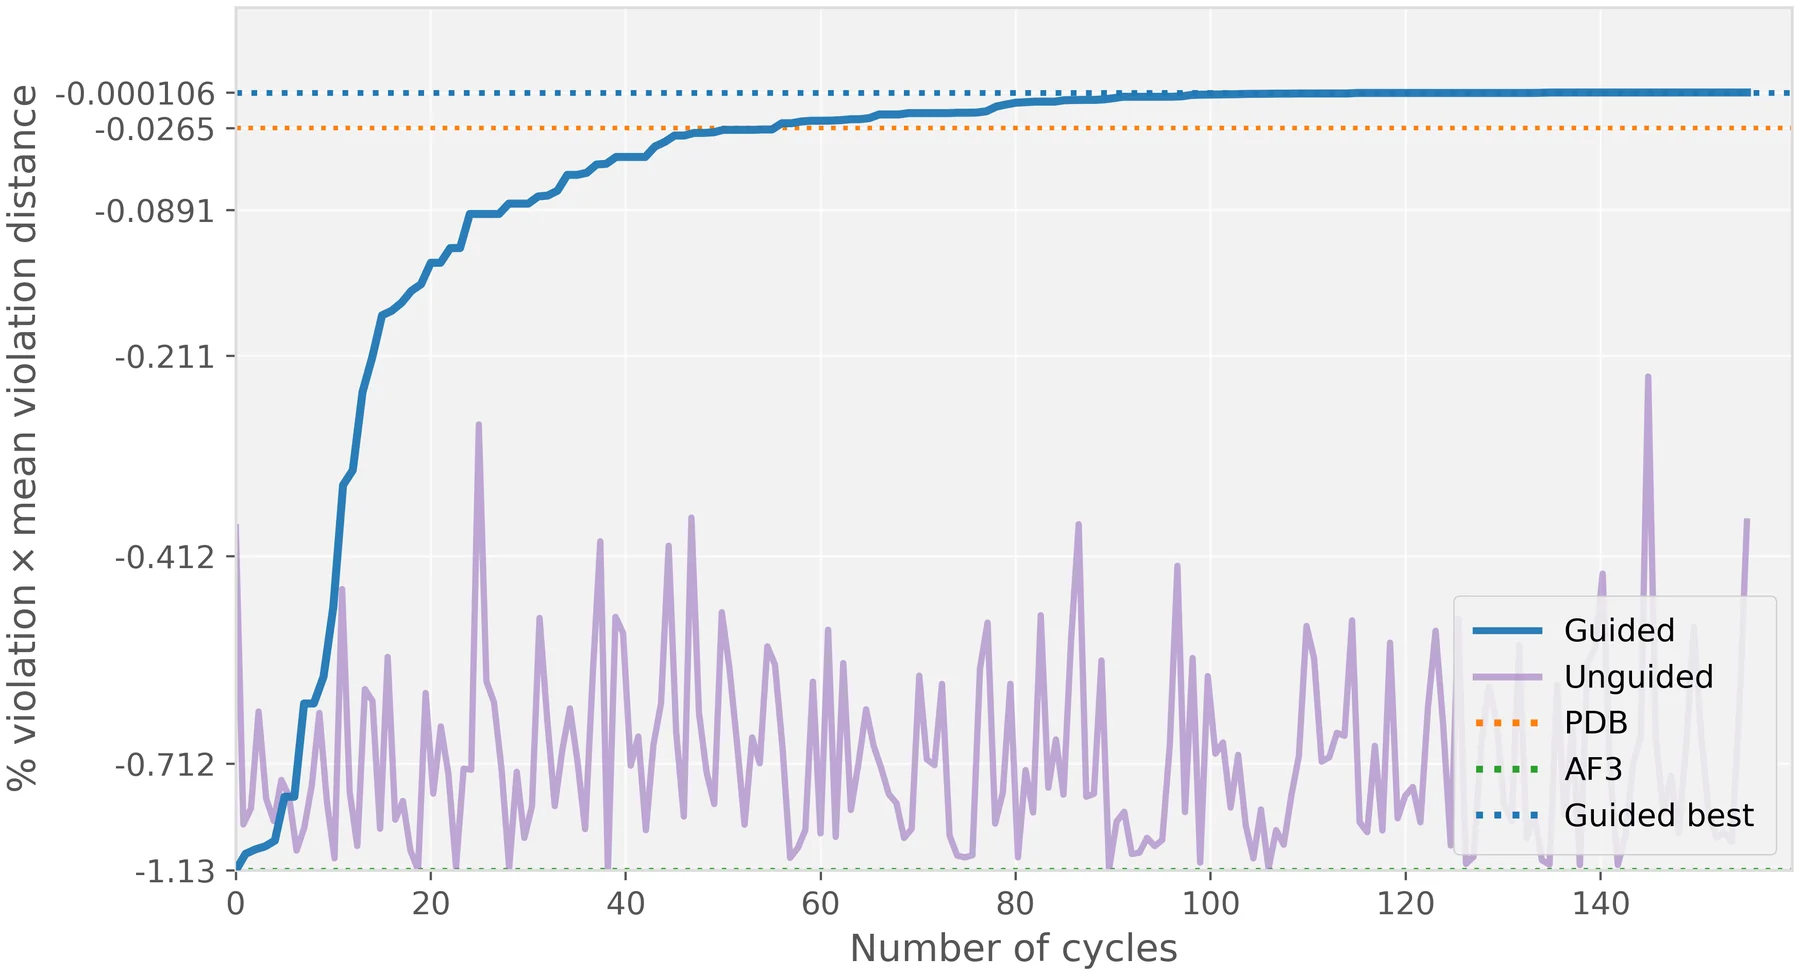 % violation × mean violation distance
-0.000106
-0.0265
-0.0891
-0.211
-0.412
-0.712
-1.13
0 20 40 60 80 100 120 140
Number of cycles
Guided
Unguided
PDB
AF3
Guided best